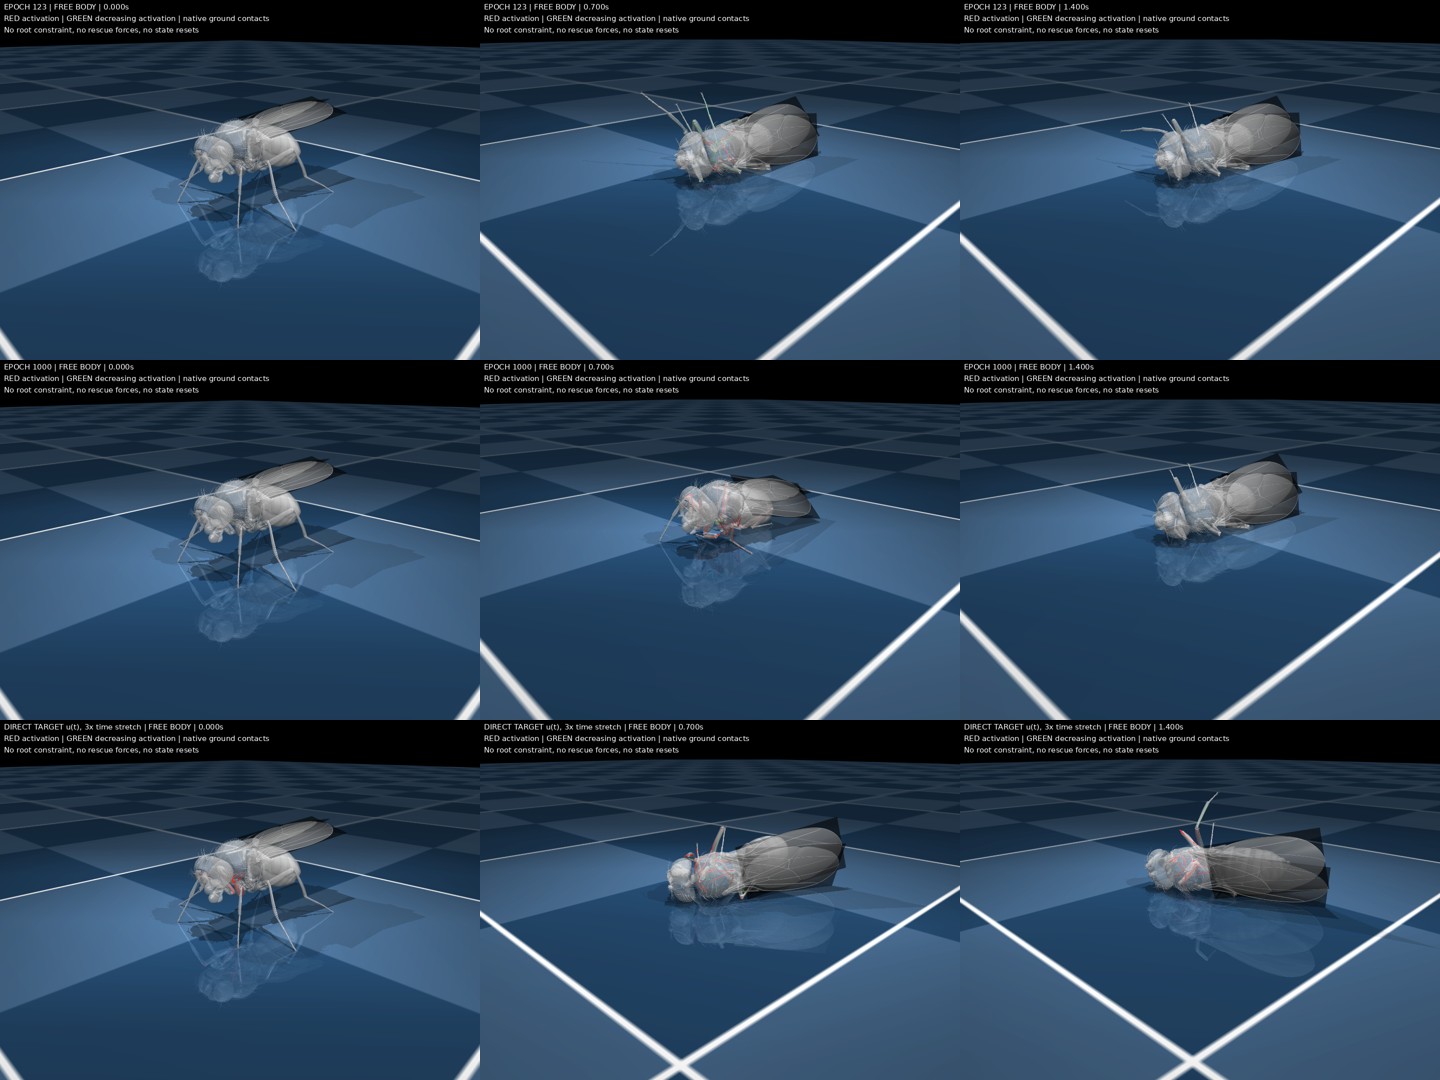 EPOCH 123 | FREE BODY | 0.000s
RED activation | GREEN decreasing activation | native ground contacts
No root constraint, no rescue forces, no state resets
EPOCH 123 | FREE BODY | 0.700s
RED activation | GREEN decreasing activation | native ground contacts
No root constraint, no rescue forces, no state resets
EPOCH 123 | FREE BODY | 1.400s
RED activation | GREEN decreasing activation | native ground contacts
No root constraint, no rescue forces, no state resets
EPOCH 1000 | FREE BODY | 0.000s
RED activation | GREEN decreasing activation | native ground contacts
No root constraint, no rescue forces, no state resets
EPOCH 1000 | FREE BODY | 0.700s
RED activation | GREEN decreasing activation | native ground contacts
No root constraint, no rescue forces, no state resets
EPOCH 1000 | FREE BODY | 1.400s
RED activation | GREEN decreasing activation | native ground contacts
No root constraint, no rescue forces, no state resets
DIRECT TARGET u(t), 3x time stretch | FREE BODY | 0.000s
RED activation | GREEN decreasing activation | native ground contacts
No root constraint, no rescue forces, no state resets
DIRECT TARGET u(t), 3x time stretch | FREE BODY | 0.700s
RED activation | GREEN decreasing activation | native ground contacts
No root constraint, no rescue forces, no state resets
DIRECT TARGET u(t), 3x time stretch | FREE BODY | 1.400s
RED activation | GREEN decreasing activation | native ground contacts
No root constraint, no rescue forces, no state resets